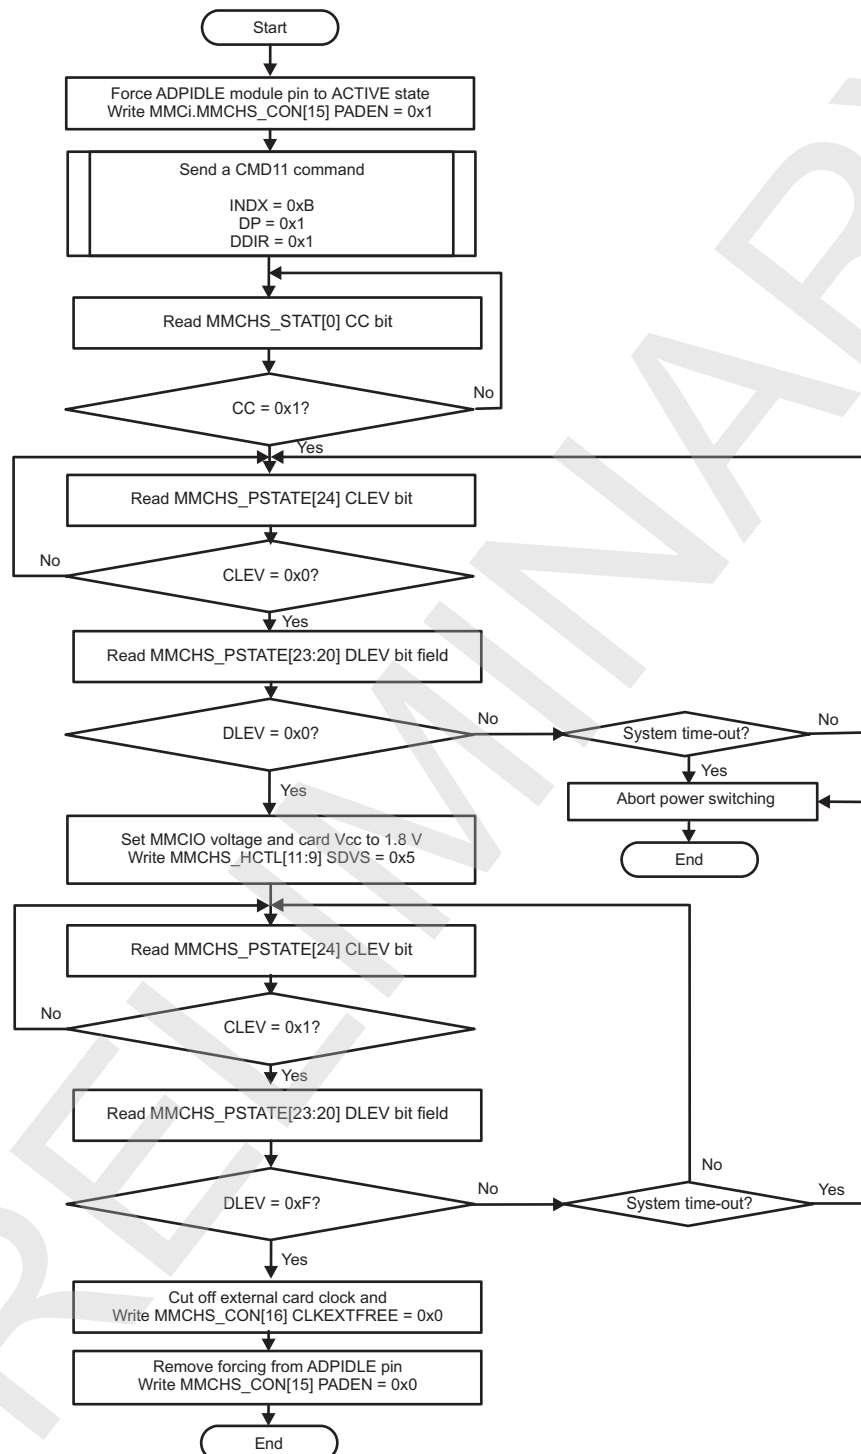 Start
Force ADPIDLE module pin to ACTIVE state
Write MMCi.MMCHS_CON[15] PADEN = 0x1
Send a CMD11 command
INDX = 0xB
DP = 0x1
DDIR = 0x1
Read MMCHS_STAT[0] CC bit
CC = 0x1?
No
Yes
Read MMCHS_PSTATE[24] CLEV bit
No
CLEV = 0x0?
Yes
Read MMCHS_PSTATE[23:20] DLEV bit field
DLEV = 0x0?
No
System time-out?
No
Yes
Yes
Abort power switching
End
Set MMCIO voltage and card Vcc to 1.8 V
Write MMCHS_HCTL[11:9] SDVS = 0x5
Read MMCHS_PSTATE[24] CLEV bit
No
CLEV = 0x1?
Yes
Read MMCHS_PSTATE[23:20] DLEV bit field
DLEV = 0xF?
No
No
System time-out?
Yes
Yes
Cut off external card clock and
Write MMCHS_CON[16] CLKEXTFREE = 0x0
Remove forcing from ADPIDLE pin
Write MMCHS_CON[15] PADEN = 0x0
End
RELIMINAR